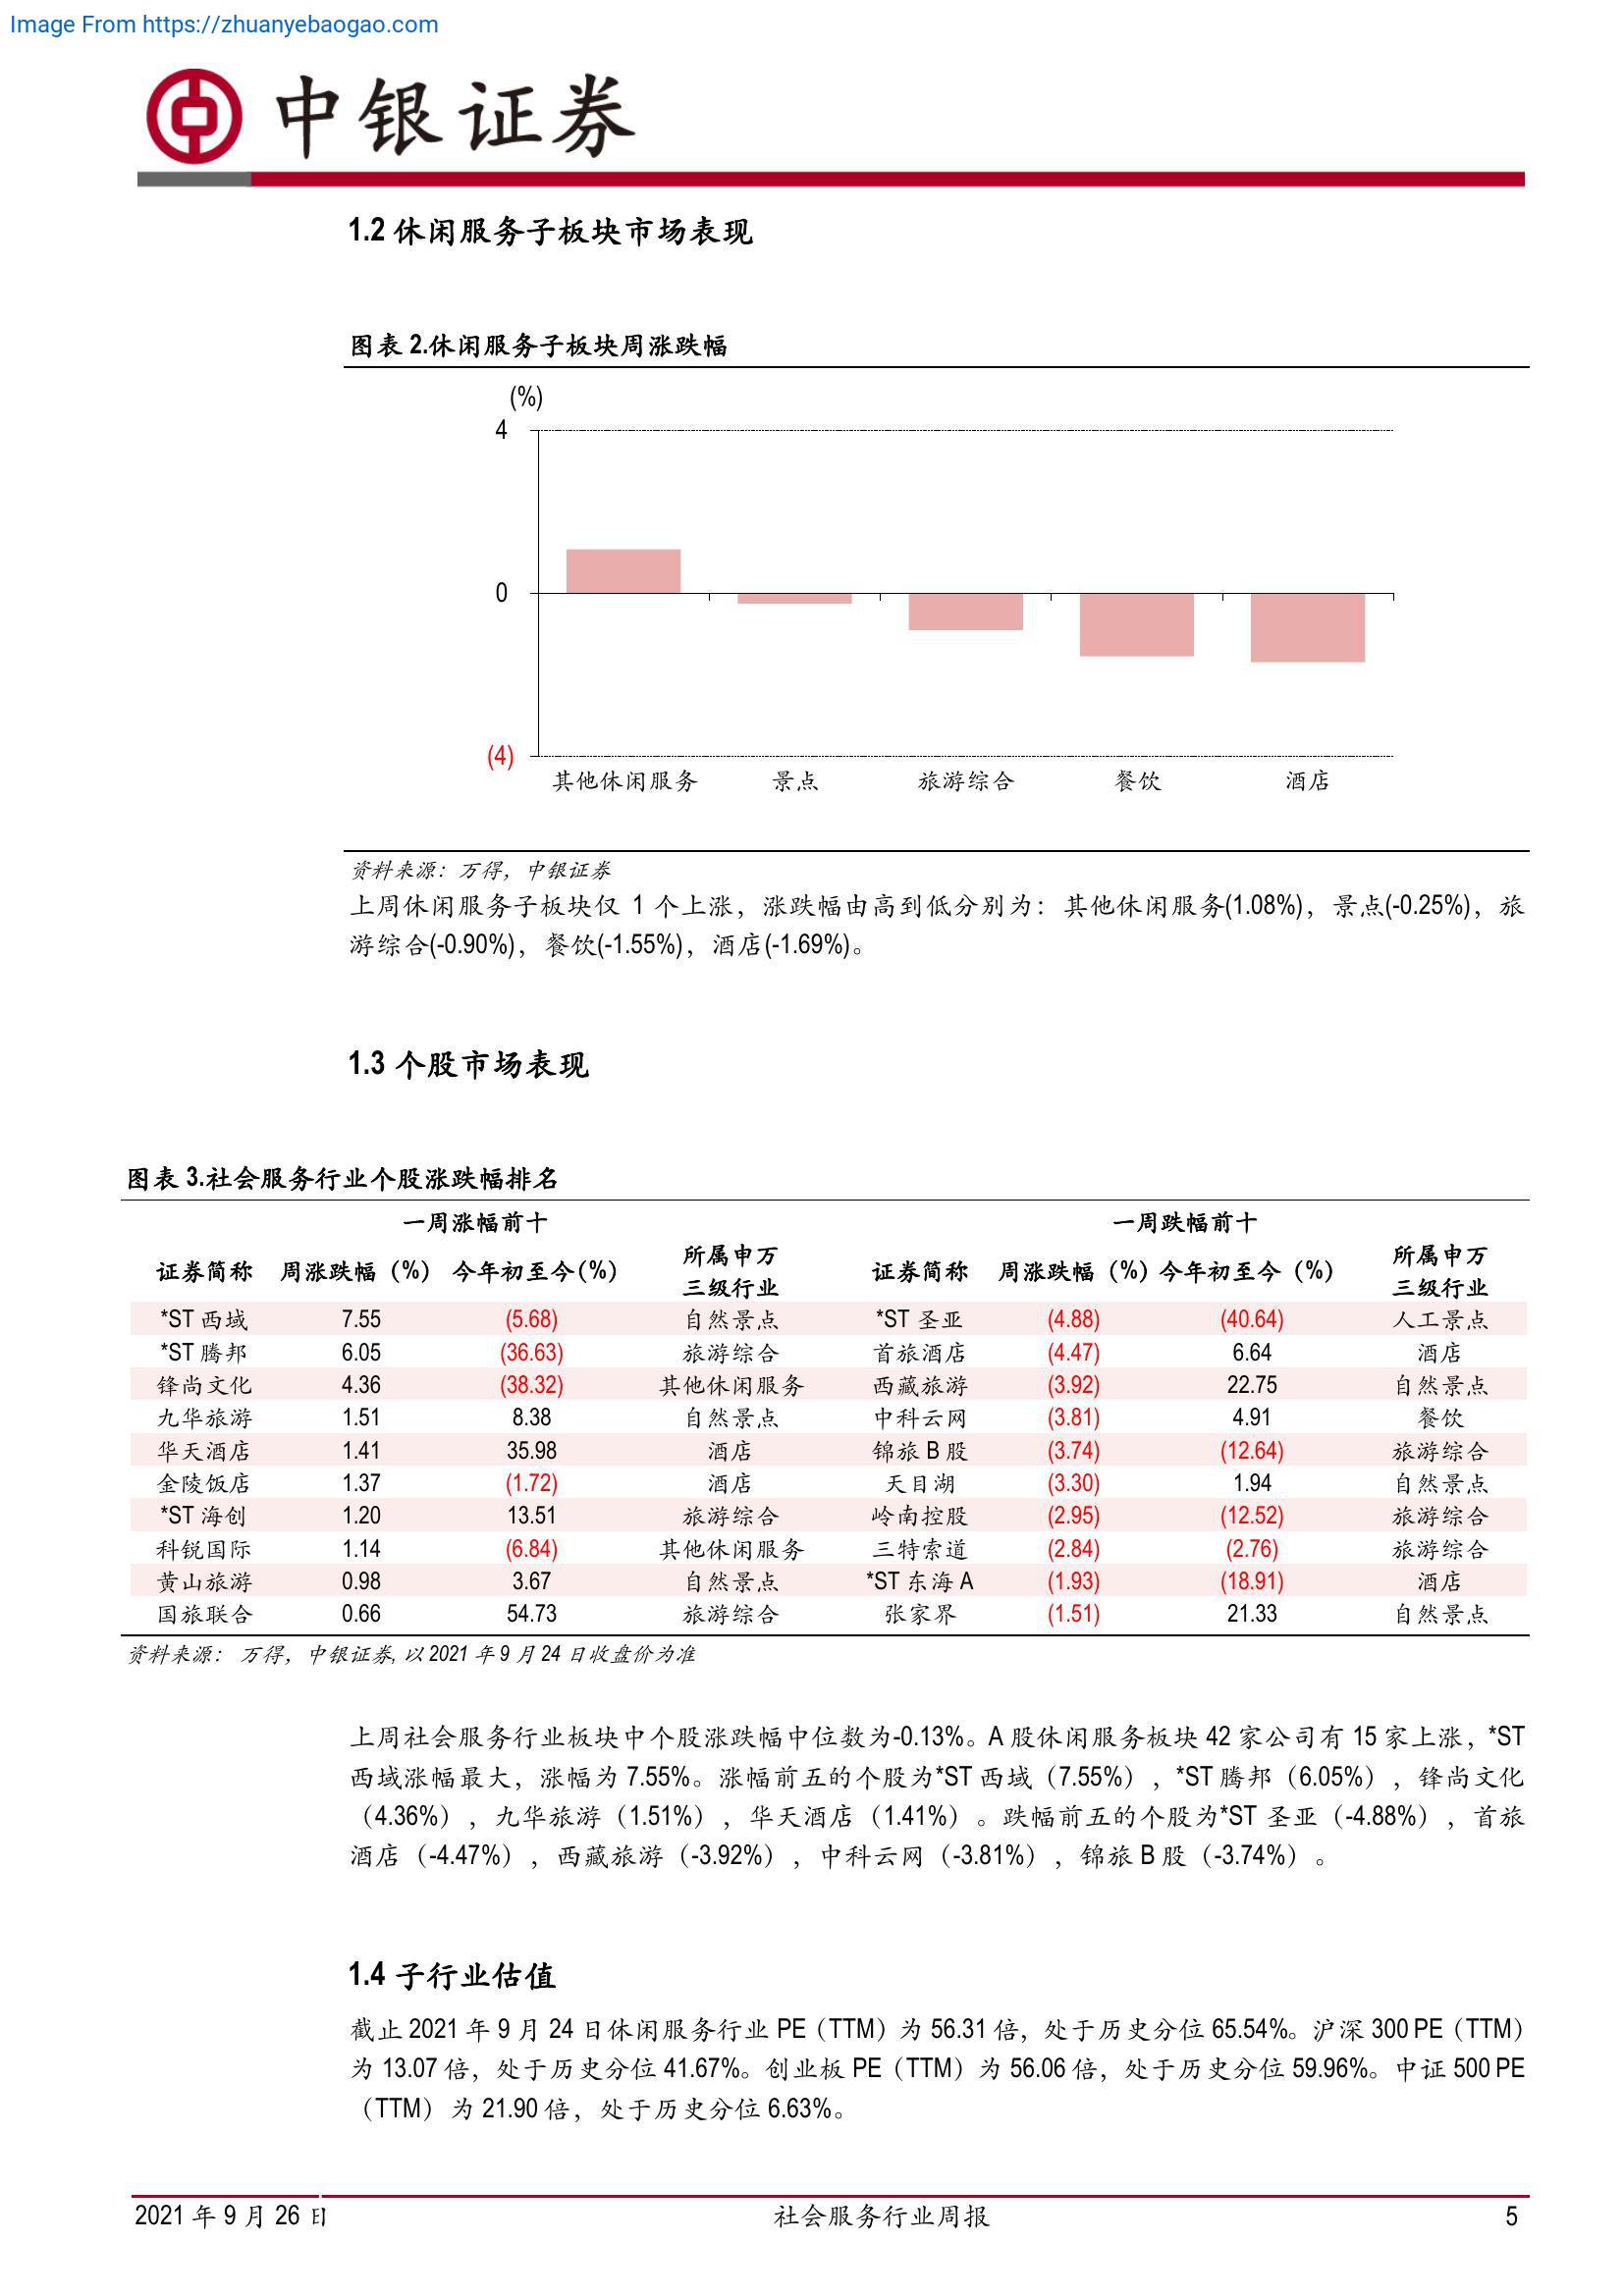 Image From https://zhuanyebaogao.com
中银证券
1.2 休闲服务子板块市场表现
图表 2.休闲服务子板块周涨跌幅
(%)
4
0
(4)
其他休闲服务 景点 旅游综合 餐饮 酒店
资料来源：万得，中银证券
上周休闲服务子板块仅 1 个上涨，涨跌幅由高到低分别为：其他休闲服务(1.08%)，景点(-0.25%)，旅
游综合(-0.90%)，餐饮(-1.55%)，酒店(-1.69%)。
1.3 个股市场表现
图表 3.社会服务行业个股涨跌幅排名
一周涨幅前十 一周跌幅前十
证券简称 周涨跌幅（%） 今年初至今(%) 所属申万三级行业 证券简称 周涨跌幅（%） 今年初至今（%） 所属申万三级行业
*ST 西域 7.55 (5.68) 自然景点 *ST 圣亚 (4.88) (40.64) 人工景点
*ST 腾邦 6.05 (36.63) 旅游综合 首旅酒店 (4.47) 6.64 酒店
锋尚文化 4.36 (38.32) 其他休闲服务 西藏旅游 (3.92) 22.75 自然景点
九华旅游 1.51 8.38 自然景点 中科云网 (3.81) 4.91 餐饮
华天酒店 1.41 35.98 酒店 锦旅 B 股 (3.74) (12.64) 旅游综合
金陵饭店 1.37 (1.72) 酒店 天目湖 (3.30) 1.94 自然景点
*ST 海创 1.20 13.51 旅游综合 岭南控股 (2.95) (12.52) 旅游综合
科锐国际 1.14 (6.84) 其他休闲服务 三特索道 (2.84) (2.76) 旅游综合
黄山旅游 0.98 3.67 自然景点 *ST 东海 A (1.93) (18.91) 酒店
国旅联合 0.66 54.73 旅游综合 张家界 (1.51) 21.33 自然景点
资料来源： 万得，中银证券, 以 2021 年 9 月 24 日收盘价为准
上周社会服务行业板块中个股涨跌幅中位数为-0.13%。A 股休闲服务板块 42 家公司有 15 家上涨，*ST
西域涨幅最大，涨幅为 7.55%。涨幅前五的个股为*ST 西域（7.55%），*ST 腾邦（6.05%），锋尚文化
（4.36%），九华旅游（1.51%），华天酒店（1.41%）。跌幅前五的个股为*ST 圣亚（-4.88%），首旅
酒店（-4.47%），西藏旅游（-3.92%），中科云网（-3.81%），锦旅 B 股（-3.74%）。
1.4 子行业估值
截止 2021 年 9 月 24 日休闲服务行业 PE（TTM）为 56.31 倍，处于历史分位 65.54%。沪深 300 PE（TTM）
为 13.07 倍，处于历史分位 41.67%。创业板 PE（TTM）为 56.06 倍，处于历史分位 59.96%。中证 500 PE
（TTM）为 21.90 倍，处于历史分位 6.63%。
2021 年 9 月 26 日 社会服务行业周报 5